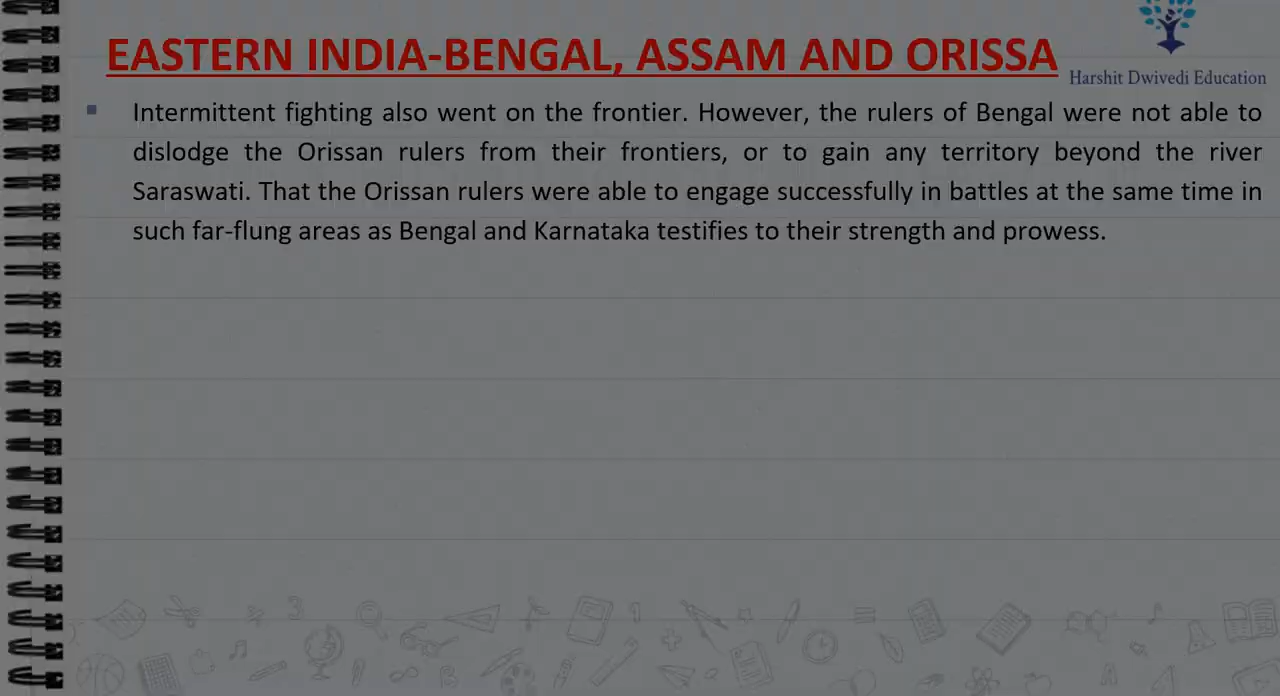 EASTERN INDIA-BENGAL, ASSAM AND ORISSA
Harshit Dwivedi Education
▪ Intermittent fighting also went on the frontier. However, the rulers of Bengal were not able to
dislodge the Orissan rulers from their frontiers, or to gain any territory beyond the river
Saraswati. That the Orissan rulers were able to engage successfully in battles at the same time in
such far-flung areas as Bengal and Karnataka testifies to their strength and prowess.